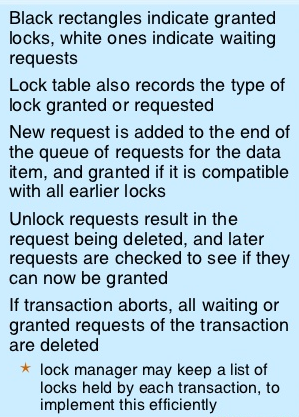 Black rectangles indicate granted
locks, white ones indicate waiting
requests
Lock table also records the type of
lock granted or requested
New request is added to the end of
the queue of requests for the data
item, and granted if it is compatible
with all earlier locks
Unlock requests result in the
request being deleted, and later
requests are checked to see if they
can now be granted
If transaction aborts, all waiting or
granted requests of the transaction
are deleted
★ lock manager may keep a list of
locks held by each transaction, to
implement this efficiently